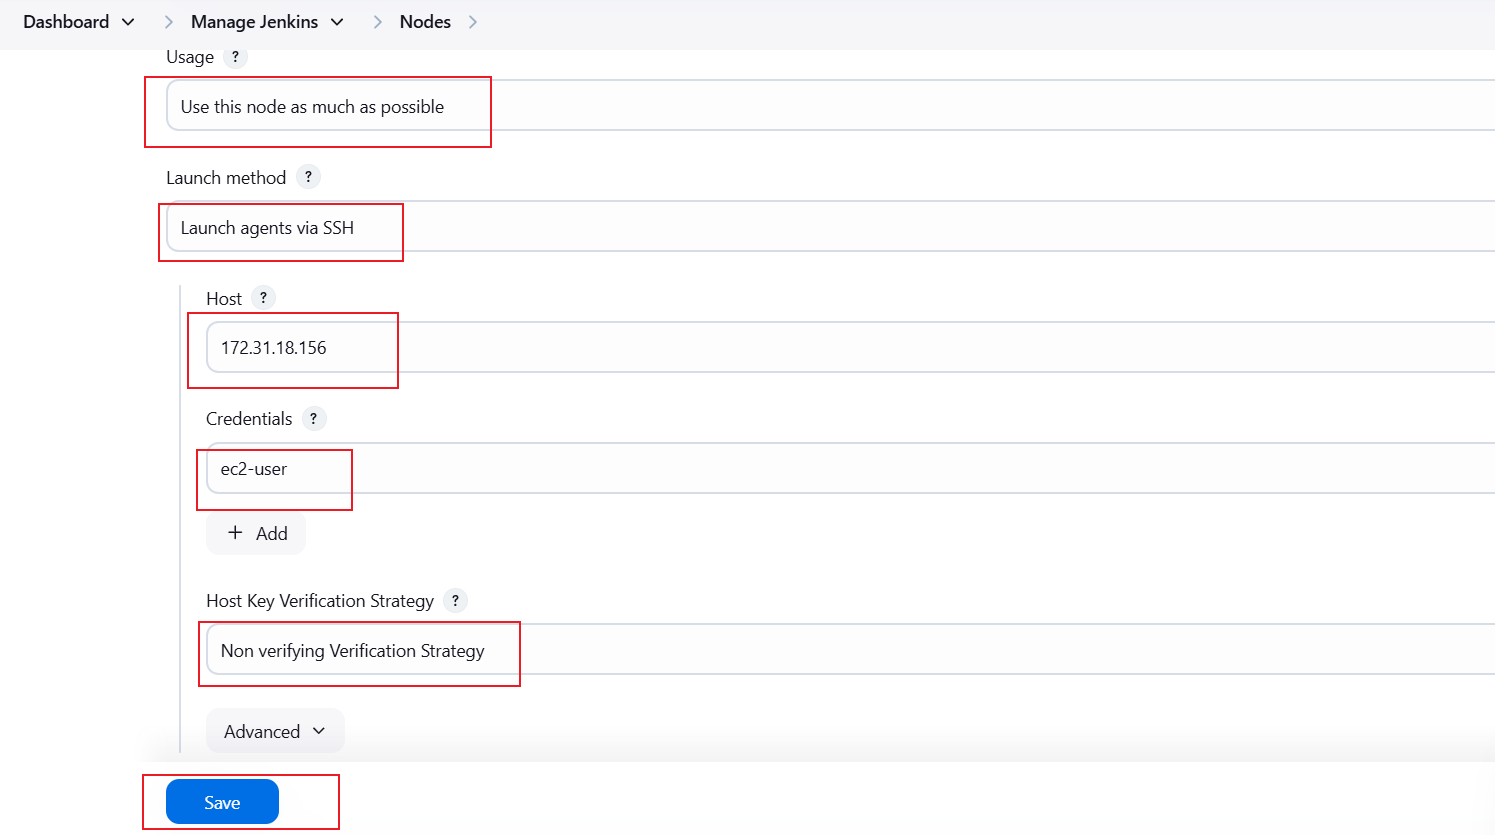 Dashboard Manage Jenkins Nodes
Usage ?
Use this node as much as possible
Launch method ?
Launch agents via SSH
Host ?
172.31.18.156
Credentials ?
ec2-user
+ Add
Host Key Verification Strategy ?
Non verifying Verification Strategy
Advanced
Save